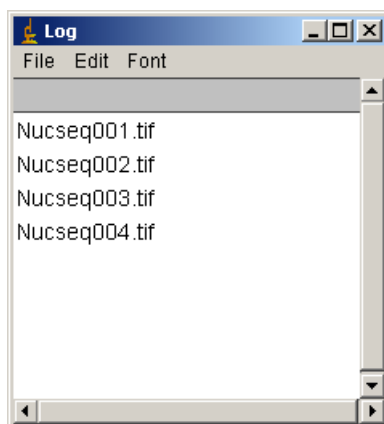 Log
File Edit Font
Nucseq001.tif
Nucseq002.tif
Nucseq003.tif
Nucseq004.tif